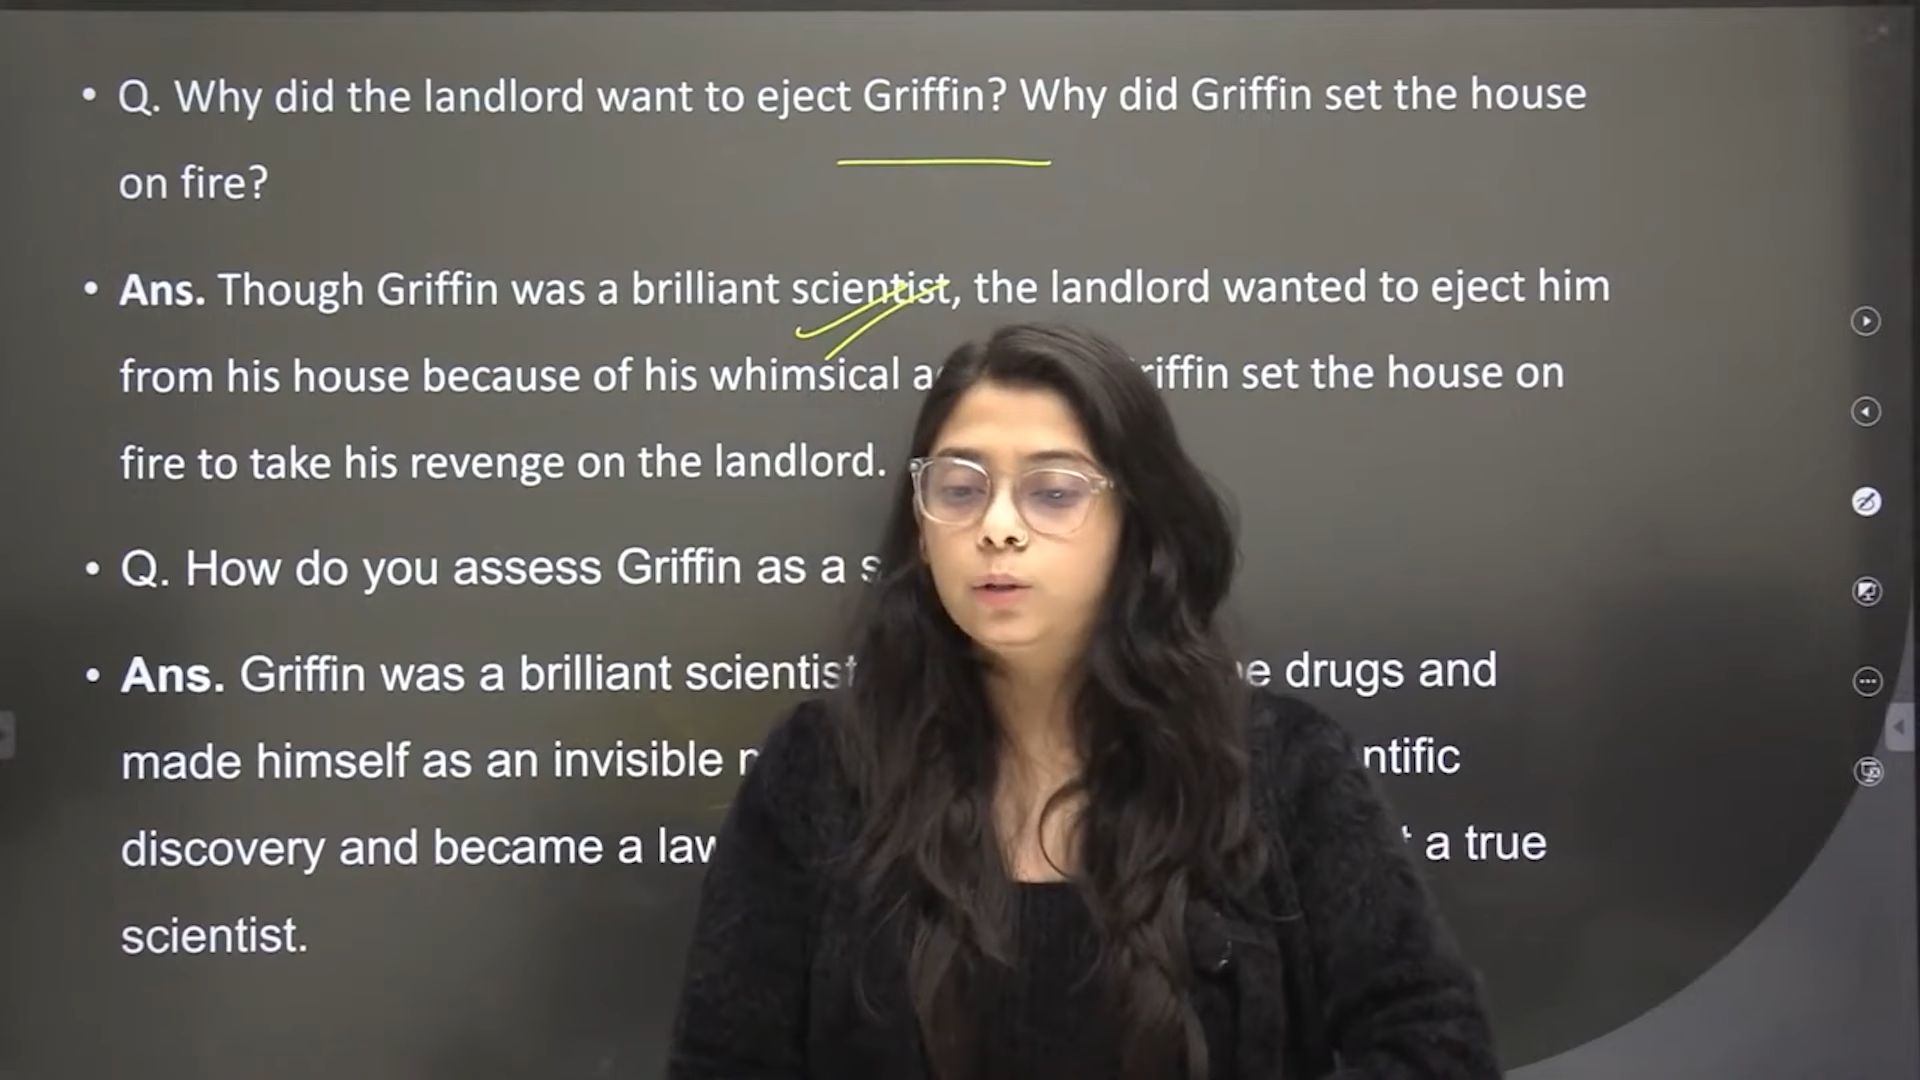 • Q. Why did the landlord want to eject Griffin? Why did Griffin set the house
on fire?
• Ans. Though Griffin was a brilliant scientist, the landlord wanted to eject him
from his house because of his whimsical riffin set the house on
fire to take his revenge on the landlord.
• Q. How do you assess Griffin as a
• Ans. Griffin was a brilliant scientist drugs and
made himself as an invisible ntific
discovery and became a a true
scientist.